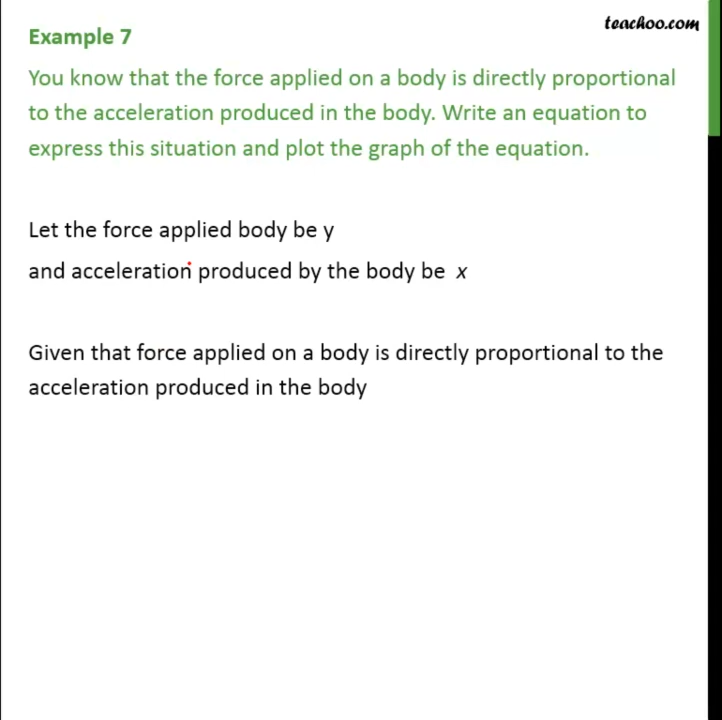 teachoo.com
Example 7
You know that the force applied on a body is directly proportional
to the acceleration produced in the body. Write an equation to
express this situation and plot the graph of the equation.
Let the force applied body be y
and acceleration produced by the body be x
Given that force applied on a body is directly proportional to the
acceleration produced in the body